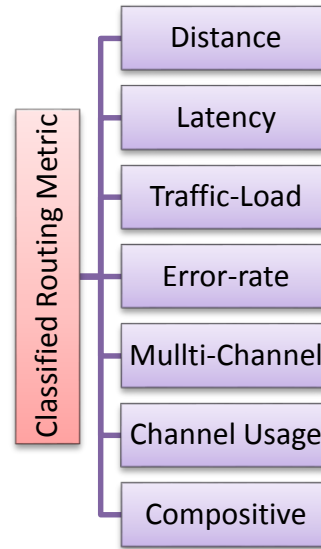 Classified Routing Metric
Distance
Latency
Traffic-Load
Error-rate
Mullti-Channel
Channel Usage
Compositive